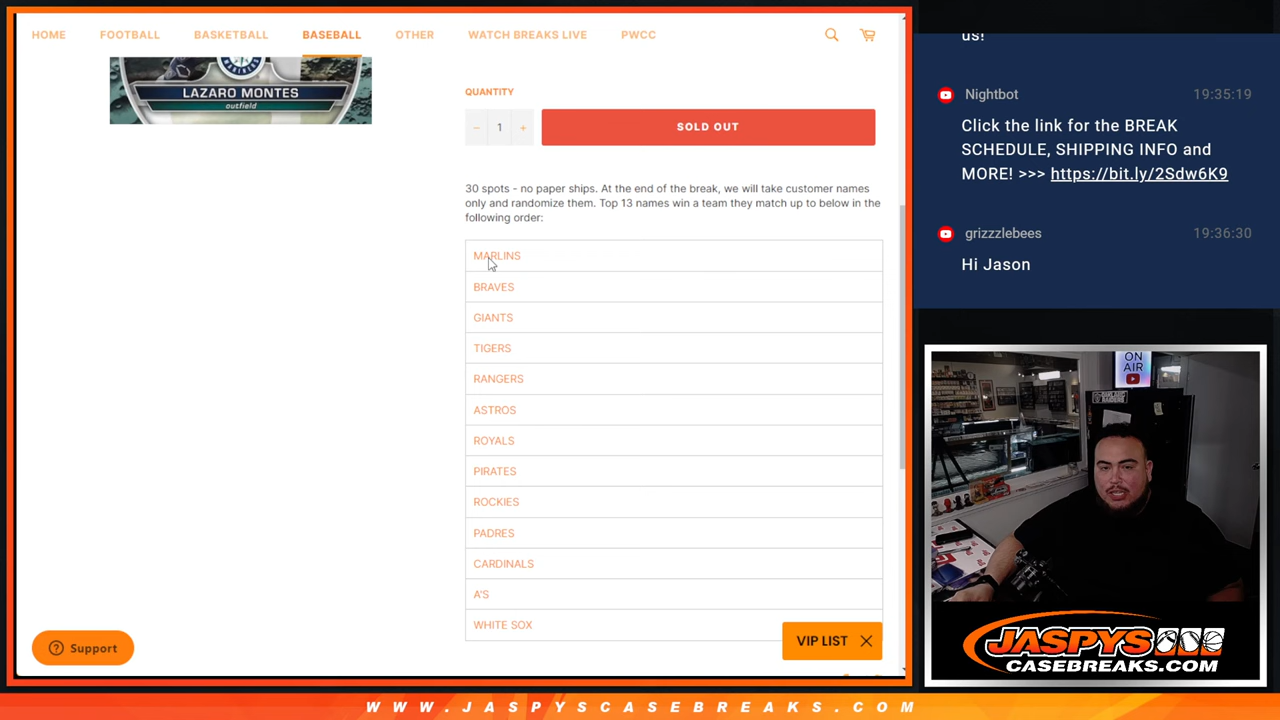 HOME FOOTBALL BASKETBALL BASEBALL OTHER WATCH BREAKS LIVE PWCC
LAZARO MONTES
outfield
QUANTITY
− 1 +
SOLD OUT
30 spots - no paper ships. At the end of the break, we will take customer names
only and randomize them. Top 13 names win a team they match up to below in the
following order:
MARLINS
BRAVES
GIANTS
TIGERS
RANGERS
ASTROS
ROYALS
PIRATES
ROCKIES
PADRES
CARDINALS
A'S
WHITE SOX
Support
VIP LIST
us!
Nightbot 19:35:19
Click the link for the BREAK
SCHEDULE, SHIPPING INFO and
MORE! >>> https://bit.ly/2Sdw6K9
grizzzlebees 19:36:30
Hi Jason
ON
AIR
JASPYS
CASEBREAKS.COM
WWW.JASPYSCASEBREAKS.COM